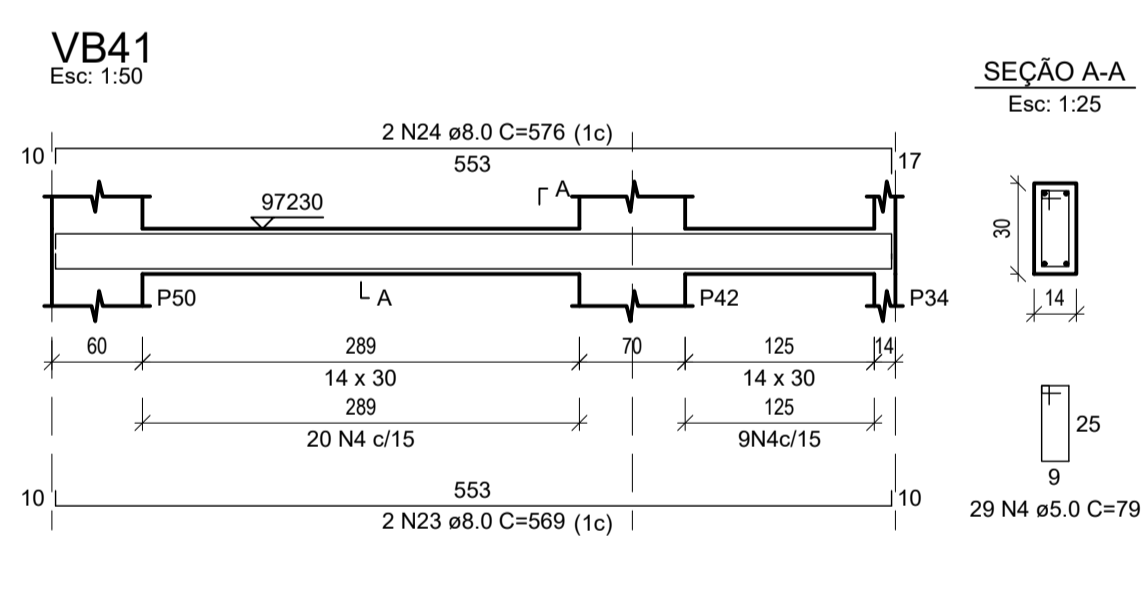 VB41
Esc: 1:50
SEÇÃO A-A
Esc: 1:25
2 N24 ø8.0 C=576 (1c)
10
553
17
97230
A
A
P50
P42
P34
30
14
60
289
70
125
14
14 x 30
14 x 30
289
125
20 N4 c/15
9N4c/15
25
9
29 N4 ø5.0 C=79
10
553
10
2 N23 ø8.0 C=569 (1c)